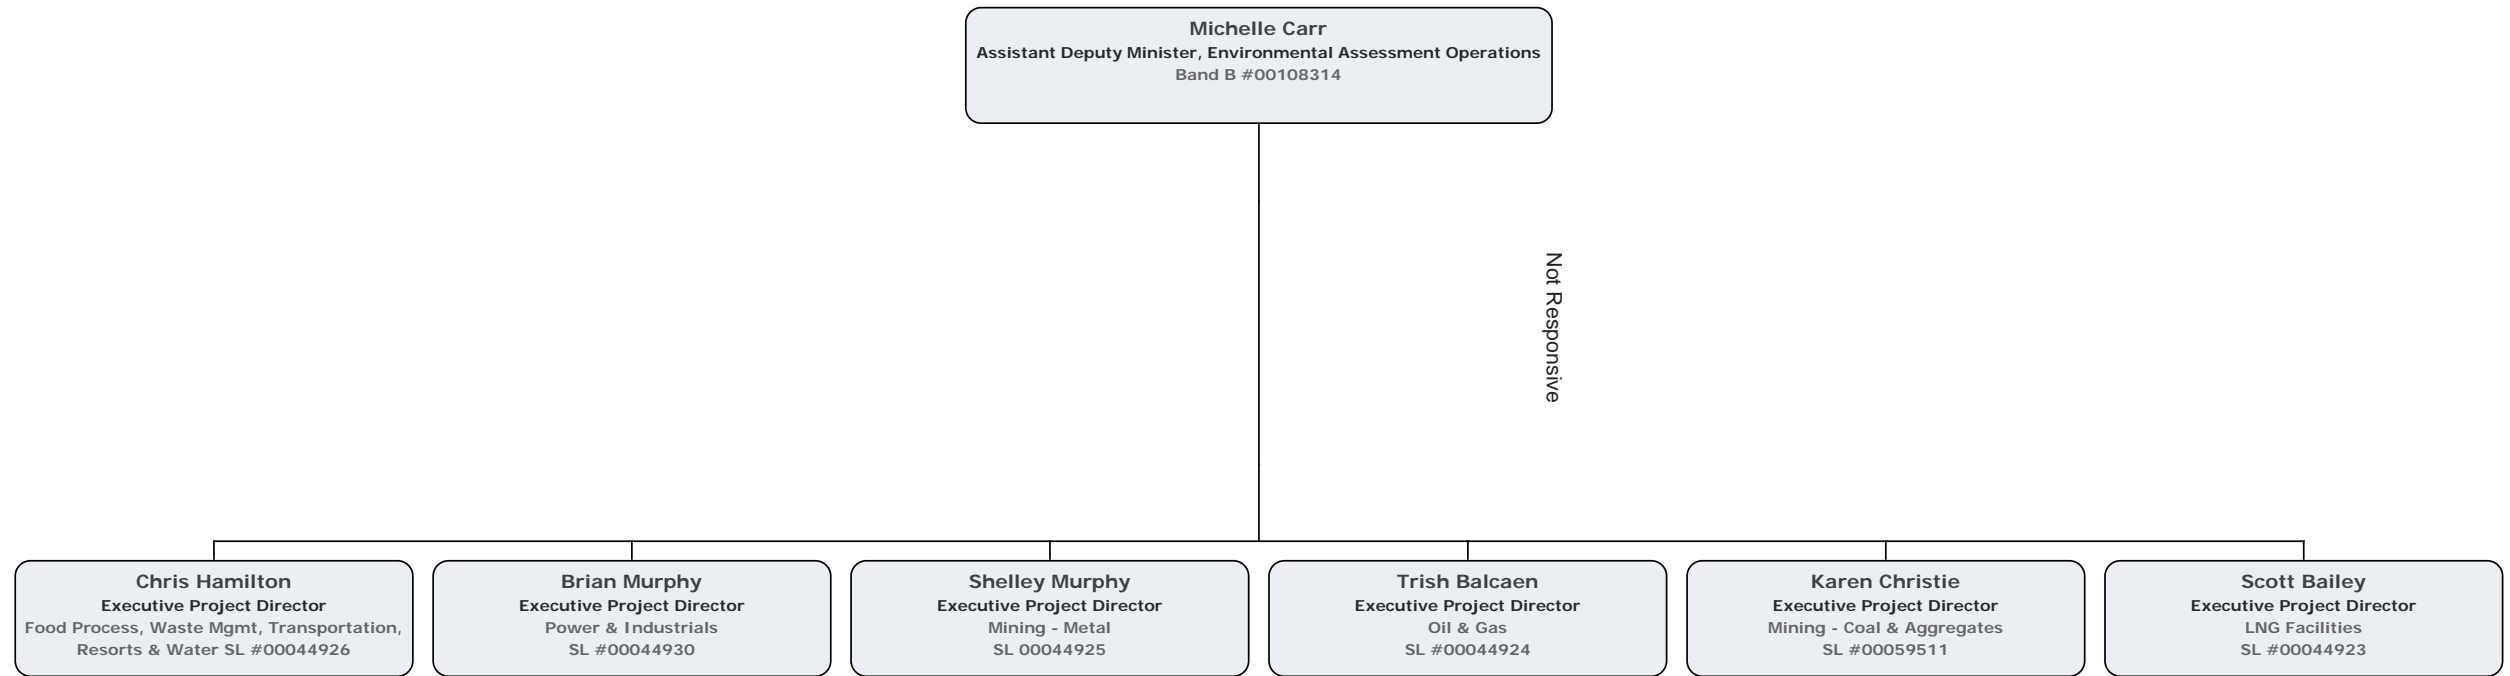 Michelle Carr
Assistant Deputy Minister, Environmental Assessment Operations
Band B #00108314
Not Responsive
Chris Hamilton
Executive Project Director
Food Process, Waste Mgmt, Transportation,
Resorts & Water SL #00044926
Brian Murphy
Executive Project Director
Power & Industrials
SL #00044930
Shelley Murphy
Executive Project Director
Mining - Metal
SL 00044925
Trish Balcaen
Executive Project Director
Oil & Gas
SL #00044924
Karen Christie
Executive Project Director
Mining - Coal & Aggregates
SL #00059511
Scott Bailey
Executive Project Director
LNG Facilities
SL #00044923